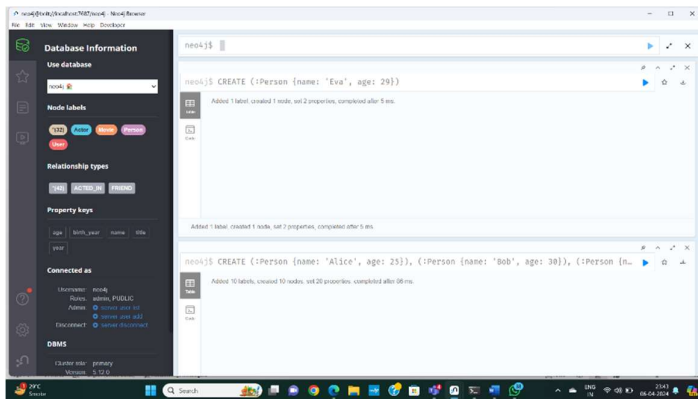 neo4j@bolt://localhost:7687/neo4j - Neo4j Browser
File Edit View Window Help Developer
Database Information
Use database
neo4j
Node labels
*(32) Actor Movie Person
User
Relationship types
*(43) ACTED_IN FRIEND
Property keys
age birth_year name title
year
Connected as
Username: neo4j
Roles: admin, PUBLIC
Admin: server user list
server user add
Disconnect: server disconnect
DBMS
Cluster role: primary
Version: 5.12.0
neo4j$
neo4j$ CREATE (:Person {name: 'Eva', age: 29})
Table
Added 1 label, created 1 node, set 2 properties, completed after 5 ms.
Code
Added 1 label, created 1 node, set 2 properties, completed after 5 ms.
neo4j$ CREATE (:Person {name: 'Alice', age: 25}), (:Person {name: 'Bob', age: 30}), (:Person {n…
Table
Added 10 labels, created 10 nodes, set 20 properties, completed after 98 ms.
Code
29°C
Smoke
Search
ENG
IN
23:43
06-04-2024